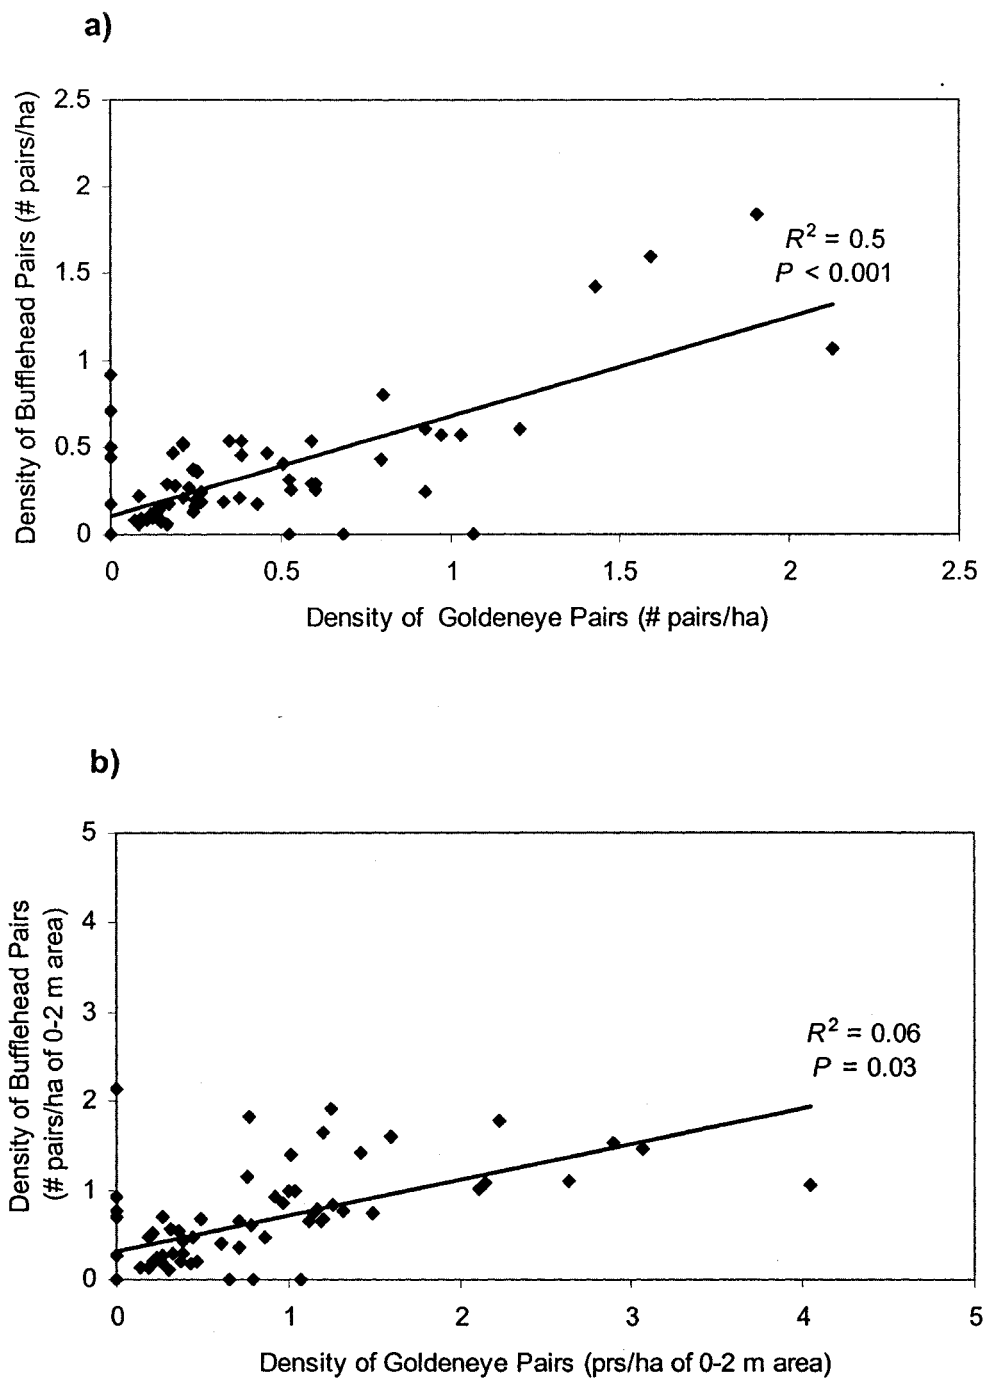 a)
Density of Bufflehead Pairs (# pairs/ha)
2.5
2
1.5
1
0.5
0
R² = 0.5
P < 0.001
0 0.5 1 1.5 2 2.5
Density of Goldeneye Pairs (# pairs/ha)
b)
Density of Bufflehead Pairs
(# pairs/ha of 0-2 m area)
5
4
3
2
1
0
R² = 0.06
P = 0.03
0 1 2 3 4 5
Density of Goldeneye Pairs (prs/ha of 0-2 m area)